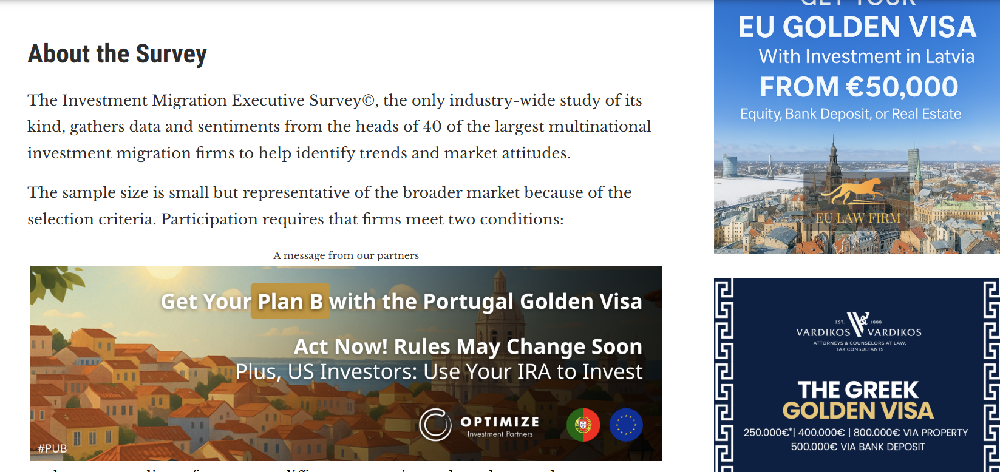 About the Survey
The Investment Migration Executive Survey©, the only industry-wide study of its
kind, gathers data and sentiments from the heads of 40 of the largest multinational
investment migration firms to help identify trends and market attitudes.
The sample size is small but representative of the broader market because of the
selection criteria. Participation requires that firms meet two conditions:
A message from our partners
Get Your Plan B with the Portugal Golden Visa
Act Now! Rules May Change Soon
Plus, US Investors: Use Your IRA to Invest
OPTIMIZE
Investment Partners
#PUB
GET YOUR
EU GOLDEN VISA
With Investment in Latvia
FROM €50,000
Equity, Bank Deposit, or Real Estate
EU LAW FIRM
EST. 1888
VARDIKOS & VARDIKOS
ATTORNEYS & COUNSELORS AT LAW,
TAX CONSULTANTS
THE GREEK
GOLDEN VISA
250.000€*| 400.000€ | 800.000€ VIA PROPERTY
500.000€ VIA BANK DEPOSIT